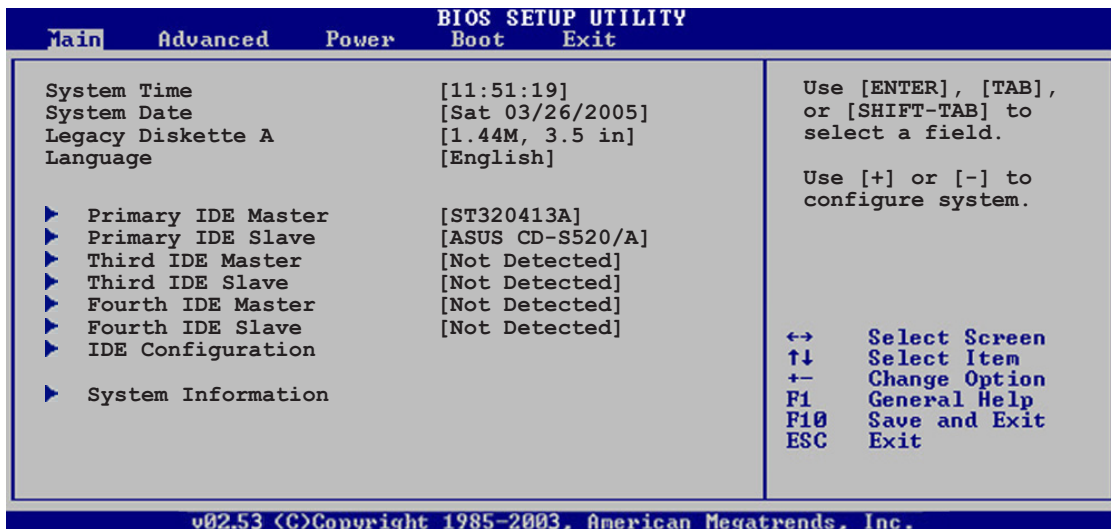 BIOS SETUP UTILITY
Main Advanced Power Boot Exit
System Time [11:51:19]
System Date [Sat 03/26/2005]
Legacy Diskette A [1.44M, 3.5 in]
Language [English]
Primary IDE Master [ST320413A]
Primary IDE Slave [ASUS CD-S520/A]
Third IDE Master [Not Detected]
Third IDE Slave [Not Detected]
Fourth IDE Master [Not Detected]
Fourth IDE Slave [Not Detected]
IDE Configuration
System Information
Use [ENTER], [TAB],
or [SHIFT-TAB] to
select a field.
Use [+] or [-] to
configure system.
←→ Select Screen
↑↓ Select Item
+- Change Option
F1 General Help
F10 Save and Exit
ESC Exit
v02.53 (C)Copyright 1985-2003, American Megatrends, Inc.